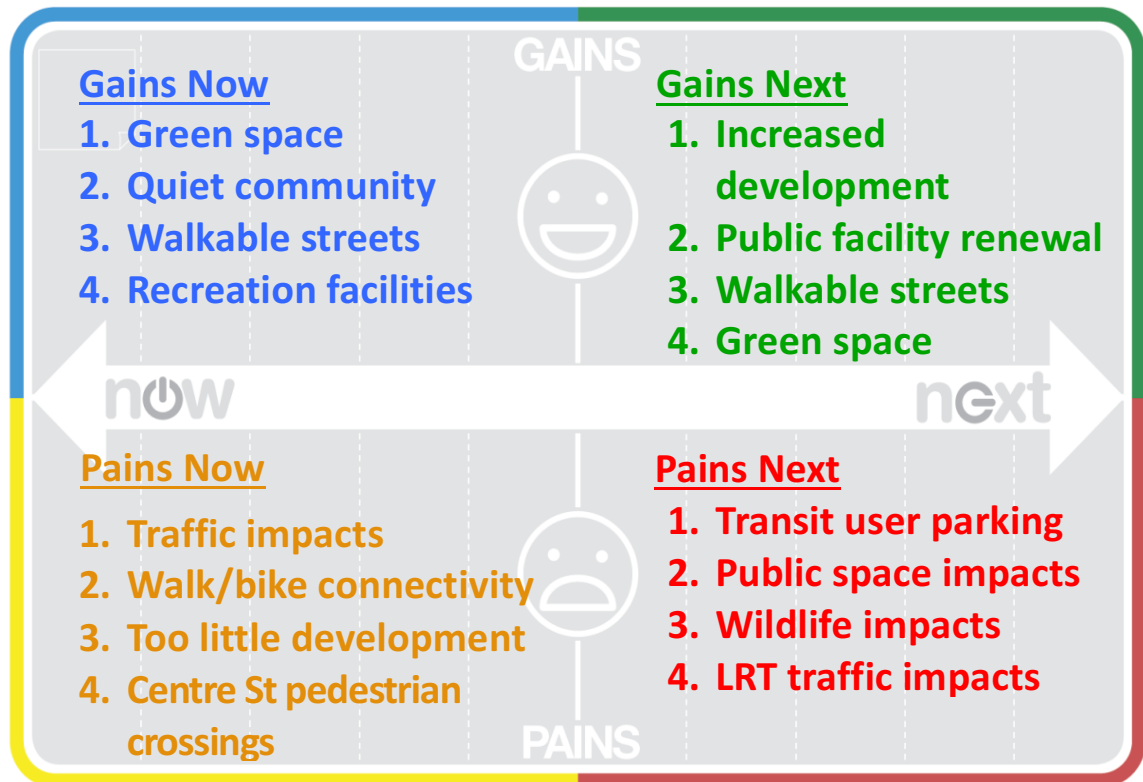 GAINS
Gains Now
1. Green space
2. Quiet community
3. Walkable streets
4. Recreation facilities
Gains Next
1. Increased
development
2. Public facility renewal
3. Walkable streets
4. Green space
now
next
Pains Now
1. Traffic impacts
2. Walk/bike connectivity
3. Too little development
4. Centre St pedestrian
crossings
Pains Next
1. Transit user parking
2. Public space impacts
3. Wildlife impacts
4. LRT traffic impacts
PAINS